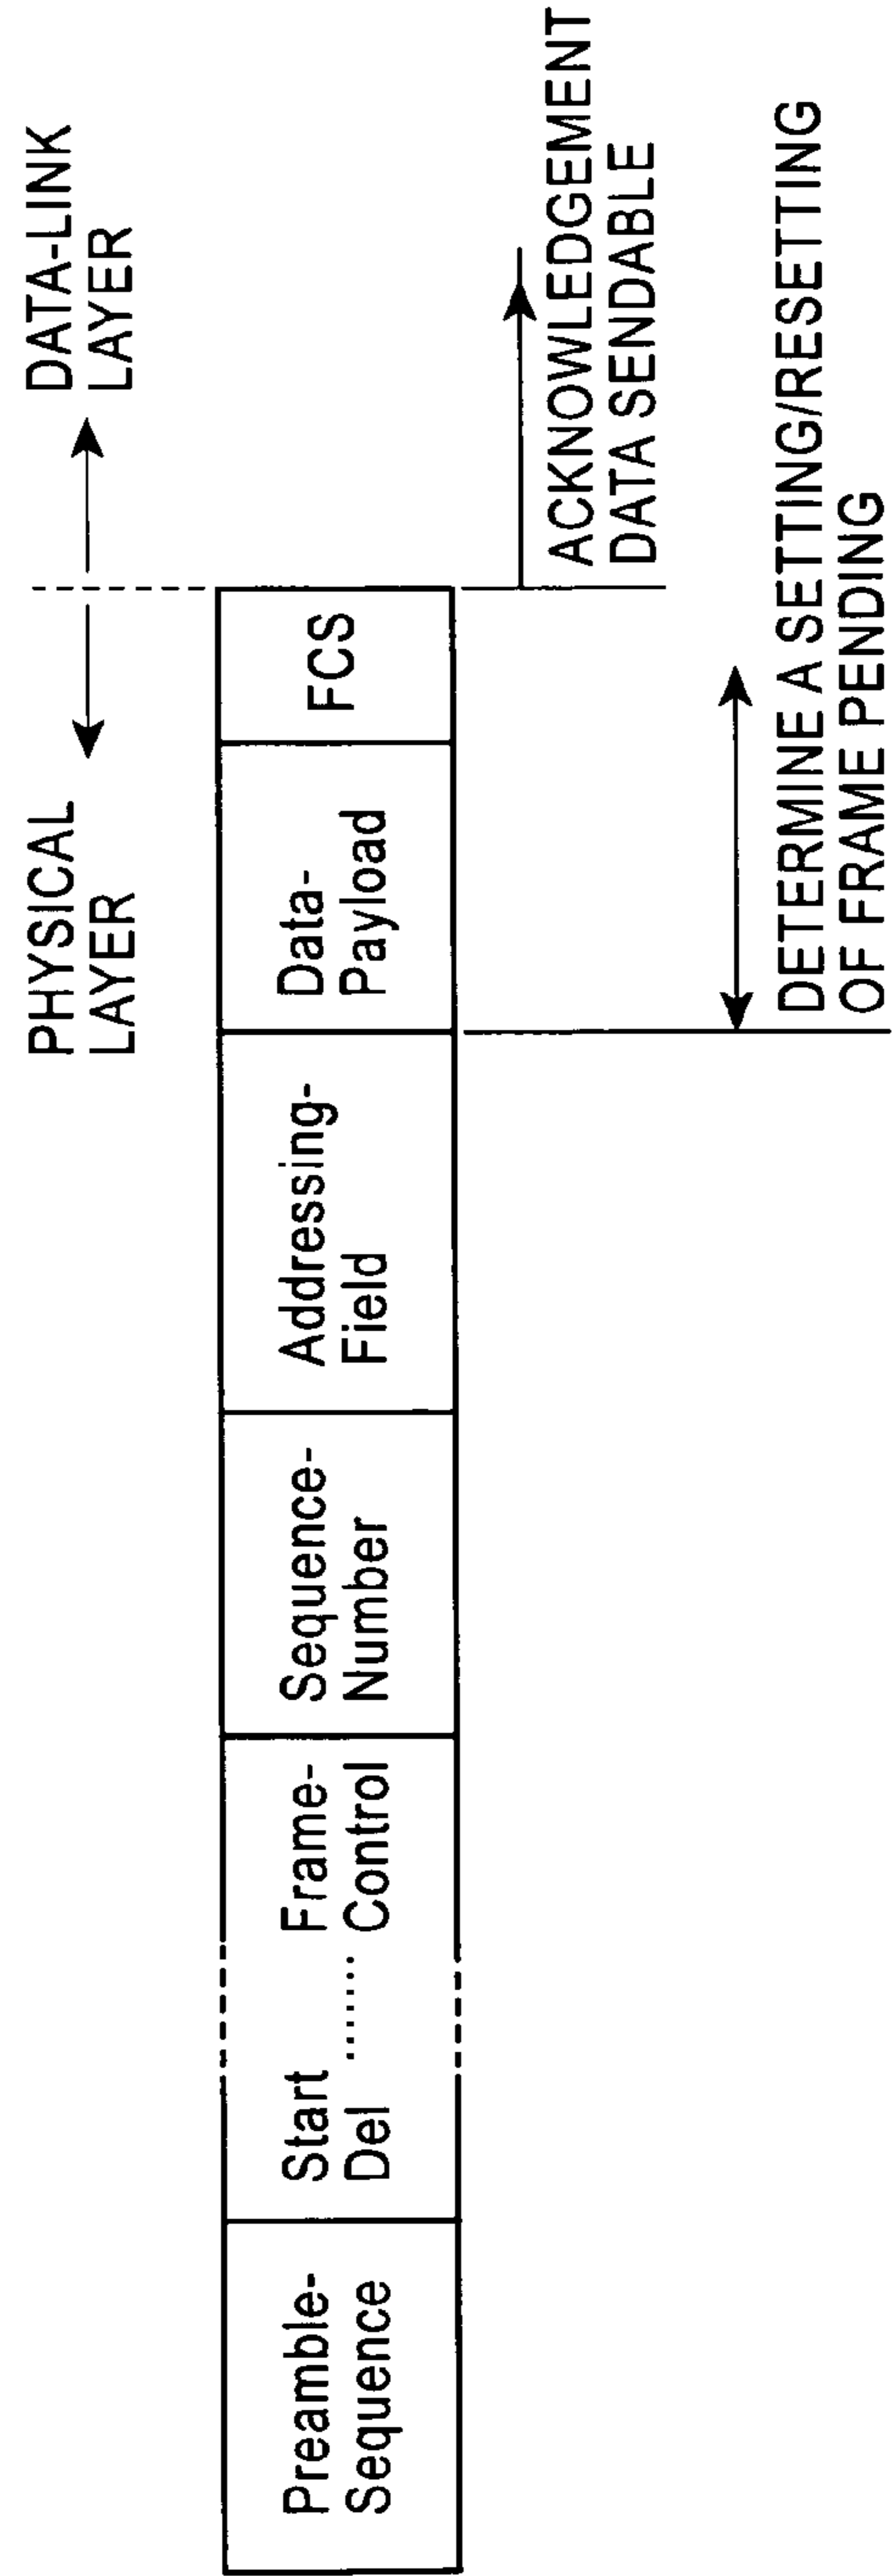 PHYSICAL
LAYER
DATA-LINK
LAYER
Preamble-
Sequence
Start
Del .......
Frame-
Control
Sequence-
Number
Addressing-
Field
Data-
Payload
FCS
ACKNOWLEDGEMENT
DATA SENDABLE
DETERMINE A SETTING/RESETTING
OF FRAME PENDING